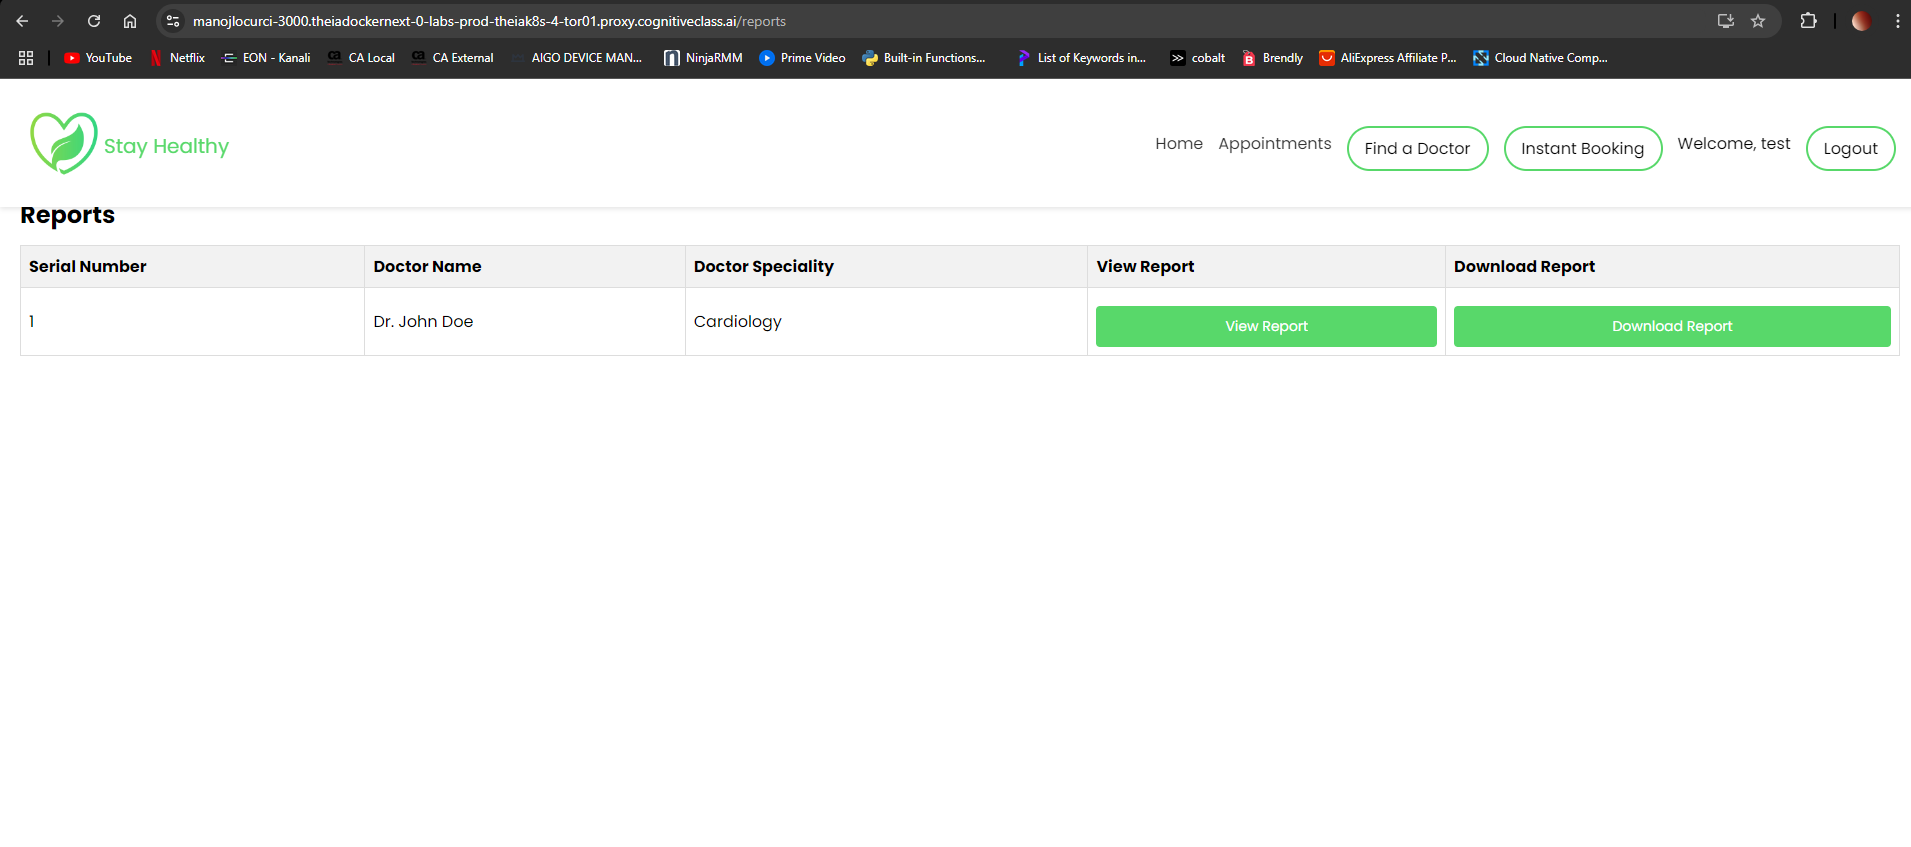 manojlocurci-3000.theiadockernext-0-labs-prod-theiak8s-4-tor01.proxy.cognitiveclass.ai/reports
YouTube Netflix EON - Kanali CA Local CA External AIGO DEVICE MAN... NinjaRMM Prime Video Built-in Functions... List of Keywords in... cobalt Brendly AliExpress Affiliate P... Cloud Native Comp...
Stay Healthy Home Appointments Find a Doctor Instant Booking Welcome, test Logout
Reports
Serial Number Doctor Name Doctor Speciality View Report Download Report
1 Dr. John Doe Cardiology View Report Download Report